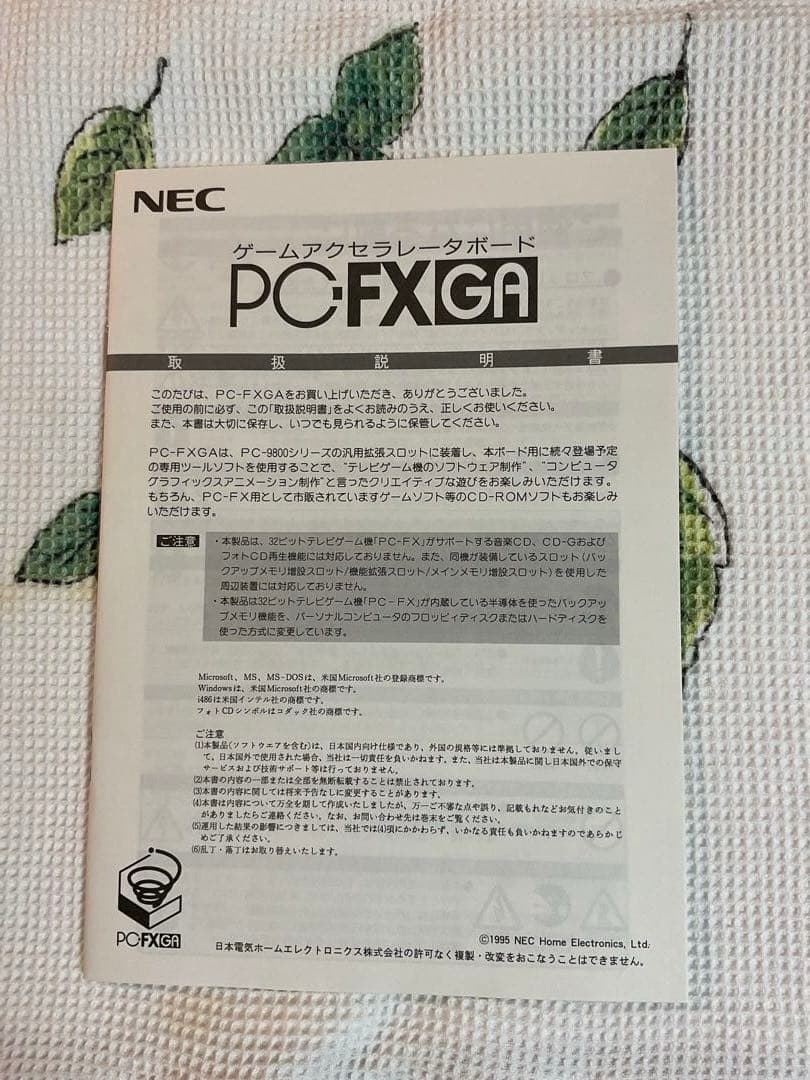 NEC
ゲームアクセラレータボード
PC-FXGA
取扱説明書
このたびは、PC-FXGAをお買い上げいただき、ありがとうございました。
ご使用の前に必ず、この「取扱説明書」をよくお読みのうえ、正しくお使いください。
また、本書は大切に保存し、いつでも見られるように保管してください。
PC-FXGAは、PC-9800シリーズの汎用拡張スロットに装着し、本ボード用に続々登場予定
の専用ツールソフトを使用することで、"テレビゲーム機のソフトウェア制作"、"コンピュータ
グラフィックスアニメーション制作"と言ったクリエイティブな遊びをお楽しみいただけます。
もちろん、PC-FX用として市販されていますゲームソフト等のCD-ROMソフトもお楽しみ
いただけます。
ご注意
・本製品は、32ビットテレビゲーム機「PC-FX」がサポートする音楽CD、CD-Gおよび
フォトCD再生機能には対応しておりません。また、同機が装備しているスロット(バッ
クアップメモリ増設スロット/機能拡張スロット/メインメモリ増設スロット)を使用した
周辺装置には対応しておりません。
・本製品は32ビットテレビゲーム機「PC-FX」が内蔵している半導体を使ったバックアッ
プメモリ機能を、パーソナルコンピュータのフロッピィディスクまたはハードディスクを
使った方式に変更しています。
Microsoft、MS、MS-DOSは、米国Microsoft社の登録商標です。
Windowsは、米国Microsoft社の商標です。
i486は米国インテル社の商標です。
フォトCDシンボルはコダック社の商標です。
ご注意
(1)本製品(ソフトウエアを含む)は、日本国内向け仕様であり、外国の規格等には準拠しておりません。従いまし
て、日本国外で使用された場合、当社は一切責任を負いかねます。また、当社は本製品に関し日本国外での保守
サービスおよび技術サポート等は行っておりません。
(2)本書の内容の一部または全部を無断転載することは禁止されております。
(3)本書の内容に関しては将来予告なしに変更することがあります。
(4)本書は内容について万全を期して作成いたしましたが、万一ご不審な点や誤り、記載もれなどお気付きのこと
がありましたらご連絡ください。なお、お問い合わせ先は巻末をご覧ください。
(5)運用した結果の影響につきましては、当社では(4)項にかかわらず、いかなる責任も負いかねますのであらかじ
めご了承ください。
(6)乱丁・落丁はお取り替えいたします。
PC-FXGA
©1995 NEC Home Electronics, Ltd.
日本電気ホームエレクトロニクス株式会社の許可なく複製・改変をおこなうことはできません。